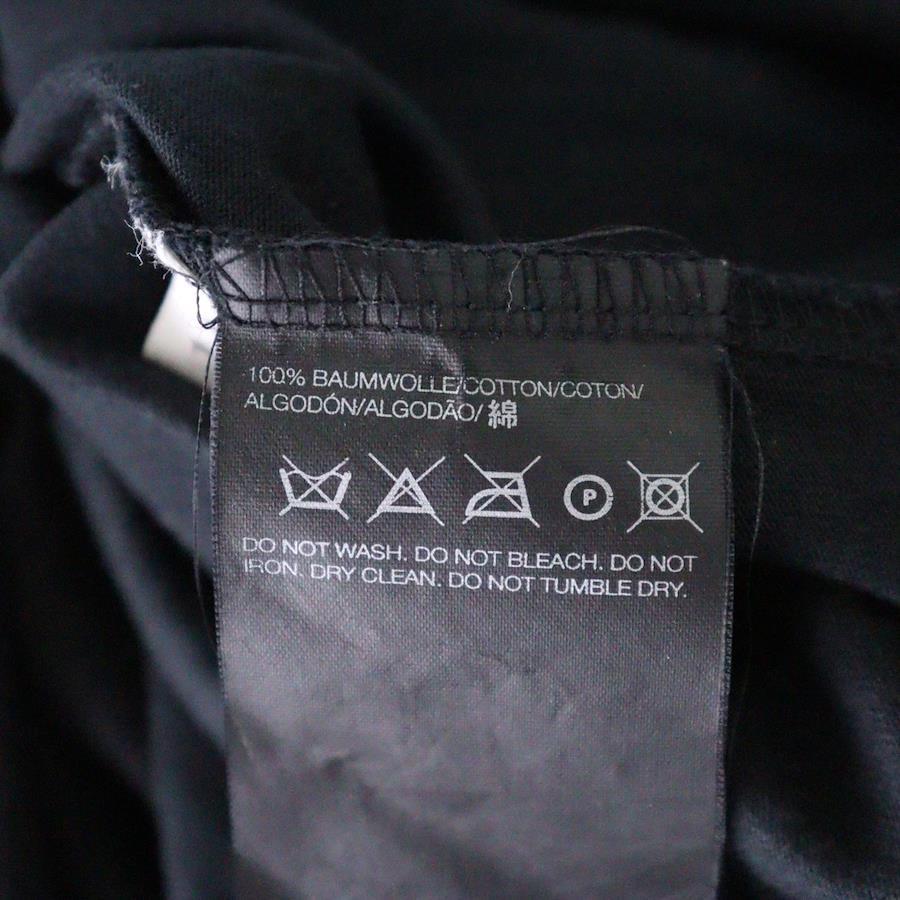 100% BAUMWOLLE/COTTON/COTON/
ALGODÓN/ALGODÃO/綿
P
DO NOT WASH. DO NOT BLEACH. DO NOT
IRON. DRY CLEAN. DO NOT TUMBLE DRY.